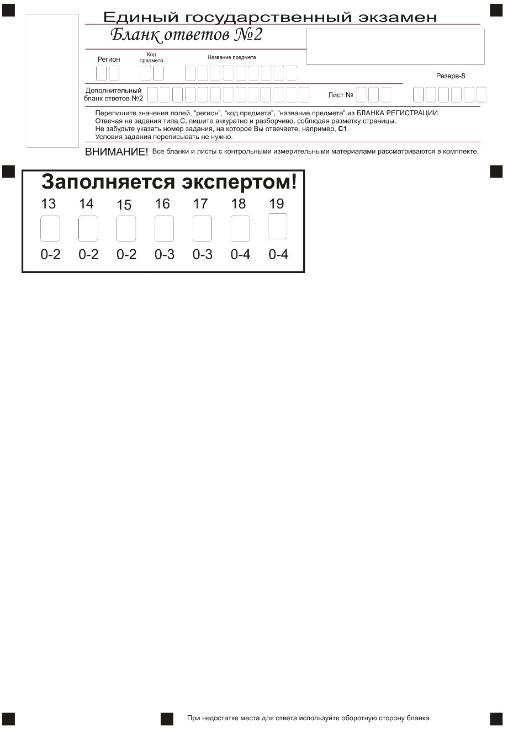 Единый государственный экзамен
Бланк ответов №2
Регион
Код предмета
Название предмета
Резерв-8
Дополнительный
бланк ответов №2
Лист №
Перепишите значения полей, "регион", "код предмета", "название предмета" из БЛАНКА РЕГИСТРАЦИИ.
Отвечая на задания типа С, пишите аккуратно и разборчиво, соблюдая разметку страницы.
Не забудьте указать номер задания, на которое Вы отвечаете, например, С1.
Условия задания переписывать не нужно.
ВНИМАНИЕ! Все бланки и листы с контрольными измерительными материалами рассматриваются в комплекте.
Заполняется экспертом!
13 14 15 16 17 18 19
0-2 0-2 0-2 0-3 0-3 0-4 0-4
При недостатке места для ответа используйте оборотную сторону бланка